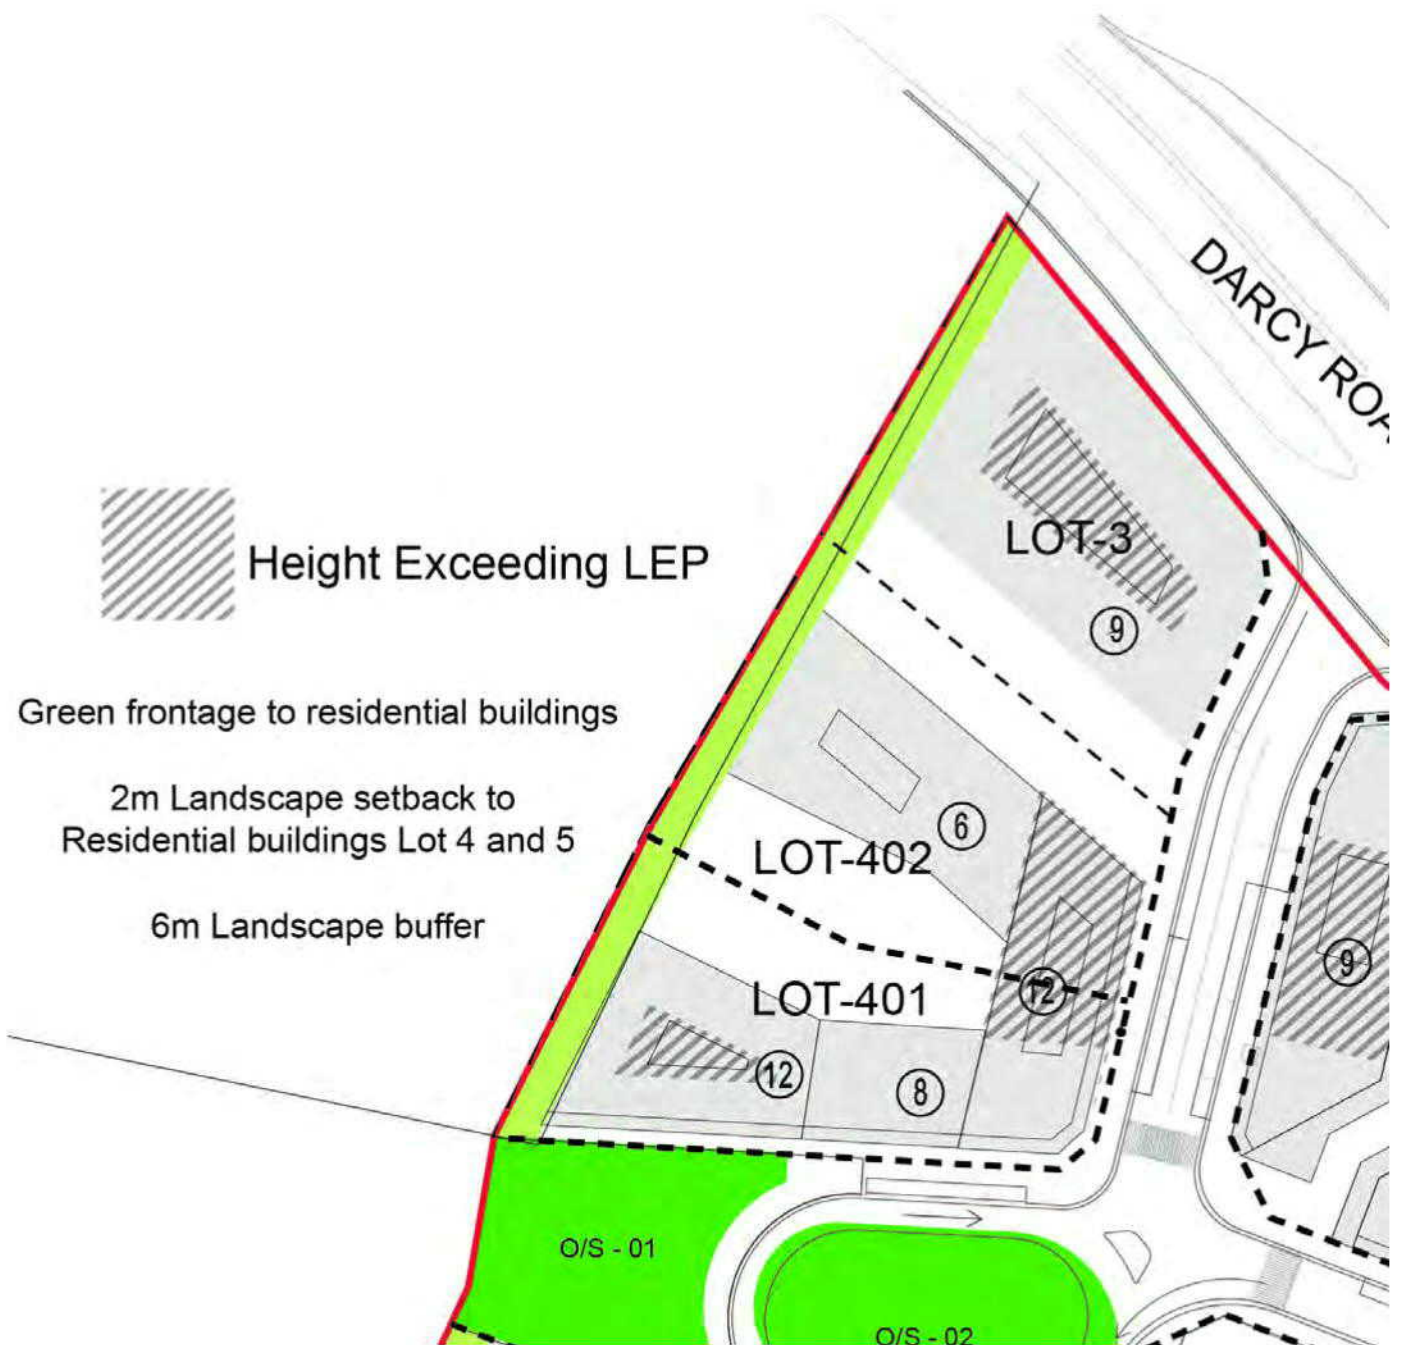 DARCY ROA
LOT-3
9
Height Exceeding LEP
Green frontage to residential buildings
2m Landscape setback to
Residential buildings Lot 4 and 5
6m Landscape buffer
6
LOT-402
9
12
LOT-401
12
8
O/S - 01
O/S - 02